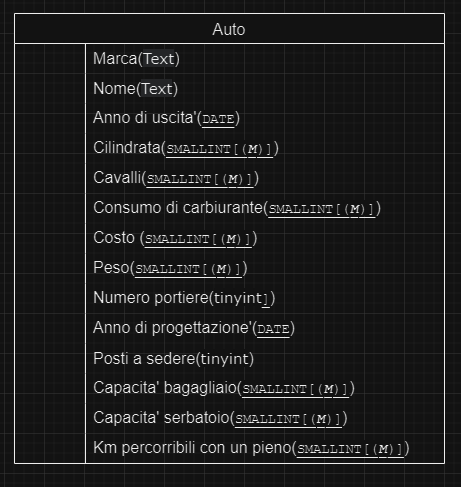 Auto
Marca(Text)
Nome(Text)
Anno di uscita'(DATE)
Cilindrata(SMALLINT[(M)])
Cavalli(SMALLINT[(M)])
Consumo di carbiurante(SMALLINT[(M)])
Costo (SMALLINT[(M)])
Peso(SMALLINT[(M)])
Numero portiere(tinyint])
Anno di progettazione'(DATE)
Posti a sedere(tinyint)
Capacita' bagagliaio(SMALLINT[(M)])
Capacita' serbatoio(SMALLINT[(M)])
Km percorribili con un pieno(SMALLINT[(M)])